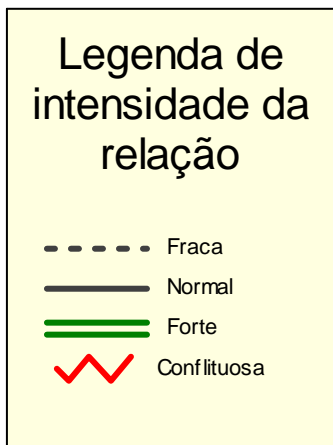 Legenda de
intensidade da
relação
Fraca
Normal
Forte
Conflituosa